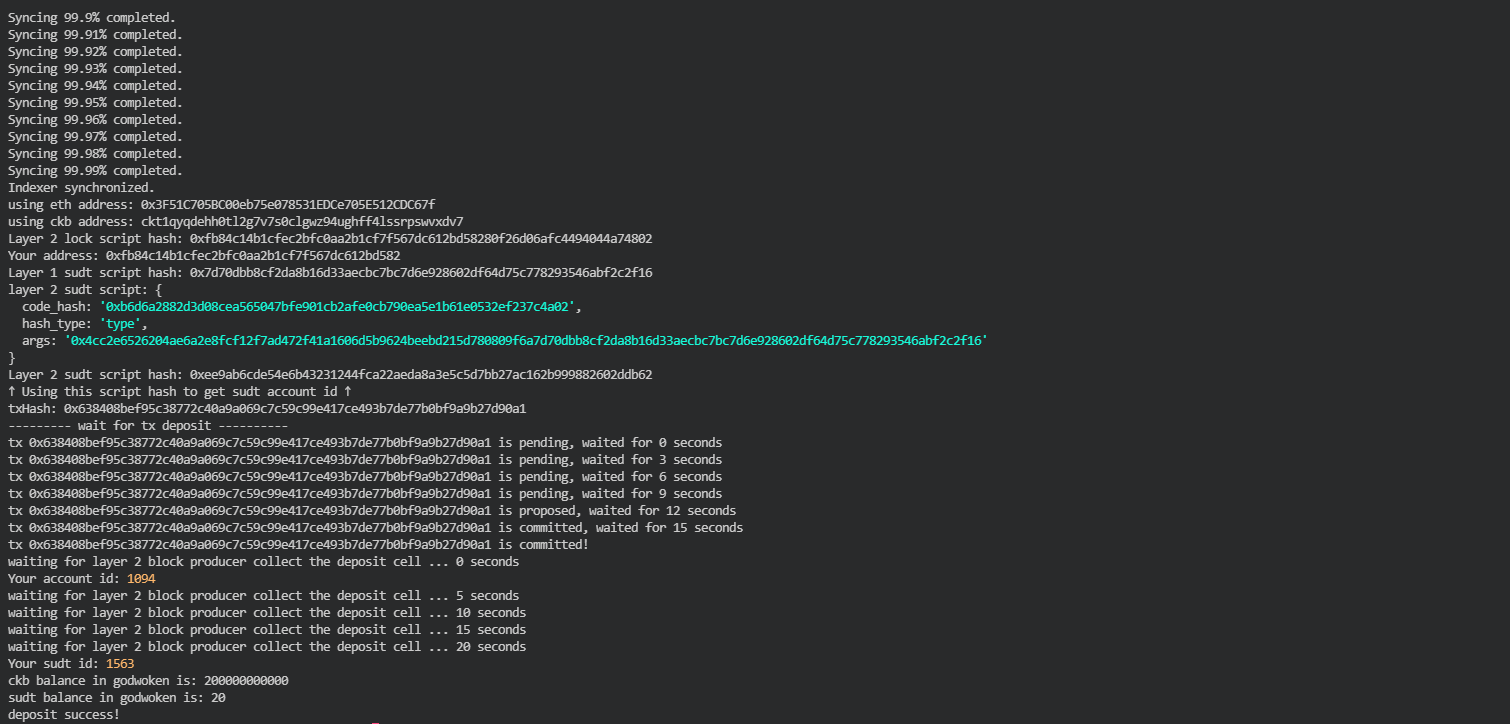 Syncing 99.9% completed.
Syncing 99.91% completed.
Syncing 99.92% completed.
Syncing 99.93% completed.
Syncing 99.94% completed.
Syncing 99.95% completed.
Syncing 99.96% completed.
Syncing 99.97% completed.
Syncing 99.98% completed.
Syncing 99.99% completed.
Indexer synchronized.
using eth address: 0x3F51C705BC00eb75e078531EDCe705E512CDC67f
using ckb address: ckt1qyqdehh0tl2g7v7s0clgwz94ughff4lssrpswvxdv7
Layer 2 lock script hash: 0xfb84c14b1cfec2bfc0aa2b1cf7f567dc612bd58280f26d06afc4494044a74802
Your address: 0xfb84c14b1cfec2bfc0aa2b1cf7f567dc612bd582
Layer 1 sudt script hash: 0x7d70dbb8cf2da8b16d33aecbc7bc7d6e928602df64d75c778293546abf2c2f16
layer 2 sudt script: {
  code_hash: '0xb6d6a2882d3d08cea565047bfe901cb2afe0cb790ea5e1b61e0532ef237c4a02',
  hash_type: 'type',
  args: '0x4cc2e6526204ae6a2e8fcf12f7ad472f41a1606d5b9624beebd215d780809f6a7d70dbb8cf2da8b16d33aecbc7bc7d6e928602df64d75c778293546abf2c2f16'
}
Layer 2 sudt script hash: 0xee9ab6cde54e6b43231244fca22aeda8a3e5c5d7bb27ac162b999882602ddb62
↑ Using this script hash to get sudt account id ↑
txHash: 0x638408bef95c38772c40a9a069c7c59c99e417ce493b7de77b0bf9a9b27d90a1
--------- wait for tx deposit ----------
tx 0x638408bef95c38772c40a9a069c7c59c99e417ce493b7de77b0bf9a9b27d90a1 is pending, waited for 0 seconds
tx 0x638408bef95c38772c40a9a069c7c59c99e417ce493b7de77b0bf9a9b27d90a1 is pending, waited for 3 seconds
tx 0x638408bef95c38772c40a9a069c7c59c99e417ce493b7de77b0bf9a9b27d90a1 is pending, waited for 6 seconds
tx 0x638408bef95c38772c40a9a069c7c59c99e417ce493b7de77b0bf9a9b27d90a1 is pending, waited for 9 seconds
tx 0x638408bef95c38772c40a9a069c7c59c99e417ce493b7de77b0bf9a9b27d90a1 is proposed, waited for 12 seconds
tx 0x638408bef95c38772c40a9a069c7c59c99e417ce493b7de77b0bf9a9b27d90a1 is committed, waited for 15 seconds
tx 0x638408bef95c38772c40a9a069c7c59c99e417ce493b7de77b0bf9a9b27d90a1 is committed!
waiting for layer 2 block producer collect the deposit cell ... 0 seconds
Your account id: 1094
waiting for layer 2 block producer collect the deposit cell ... 5 seconds
waiting for layer 2 block producer collect the deposit cell ... 10 seconds
waiting for layer 2 block producer collect the deposit cell ... 15 seconds
waiting for layer 2 block producer collect the deposit cell ... 20 seconds
Your sudt id: 1563
ckb balance in godwoken is: 200000000000
sudt balance in godwoken is: 20
deposit success!